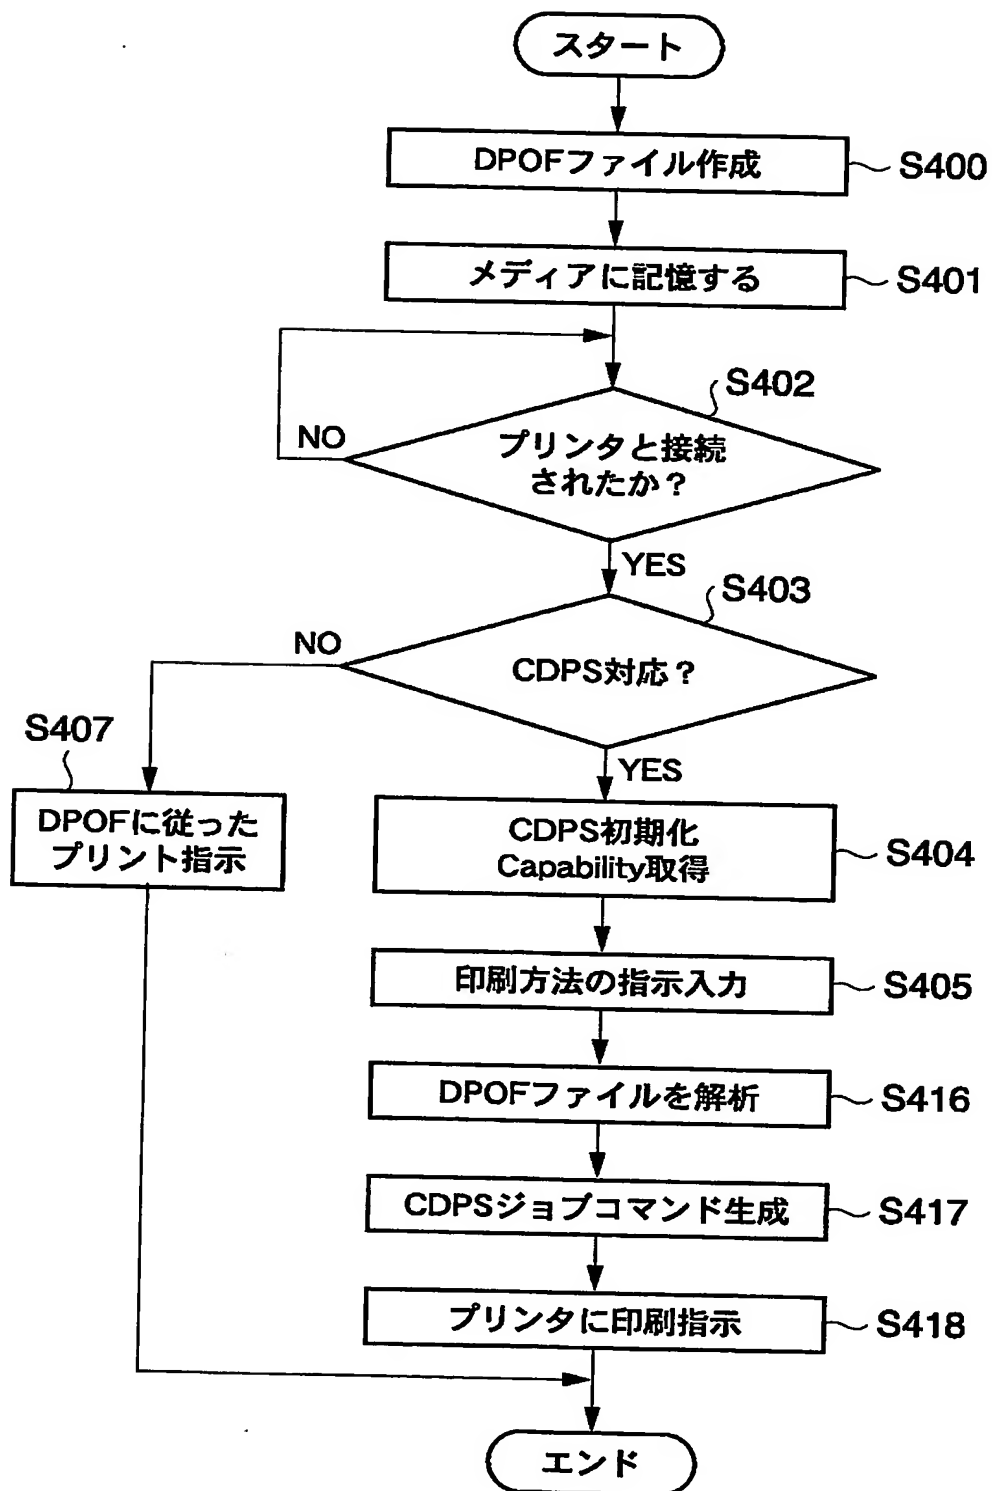 スタート
DPOFファイル作成
S400
メディアに記憶する
S401
S402
プリンタと接続
されたか?
NO
YES
S403
CDPS対応?
NO
YES
S407
DPOFに従った
プリント指示
CDPS初期化
Capability取得
S404
印刷方法の指示入力
S405
DPOFファイルを解析
S416
CDPSジョブコマンド生成
S417
プリンタに印刷指示
S418
エンド